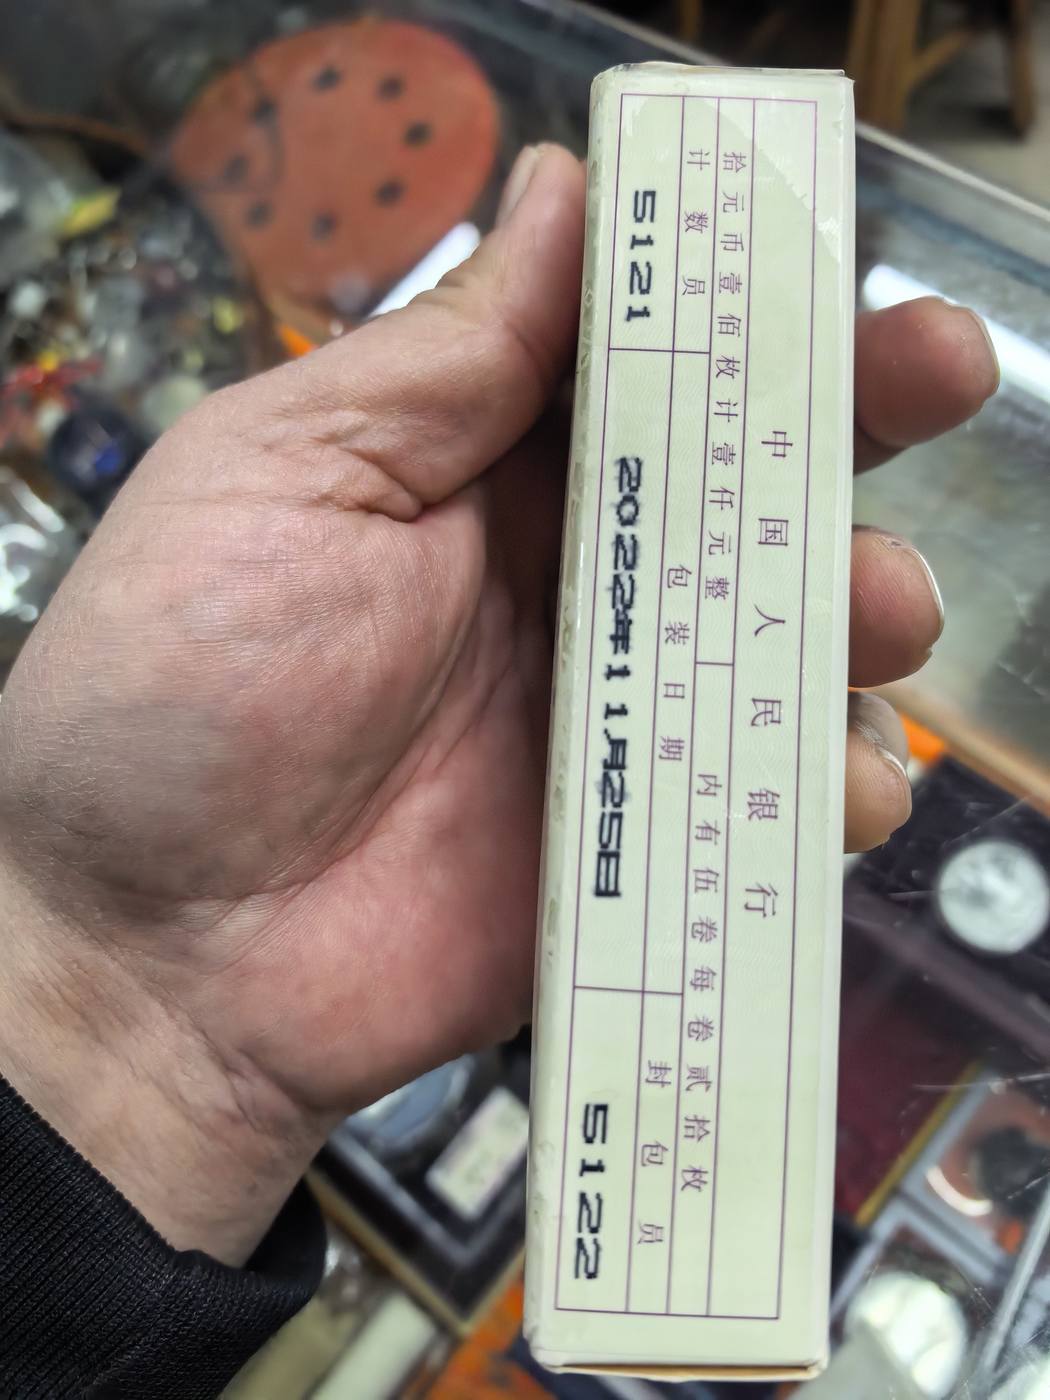 中国人民银行
拾元币壹佰枚计壹仟元整 内有伍卷每卷贰拾枚
计数员 包装日期 封包员
5121 2022年11月25日 5122